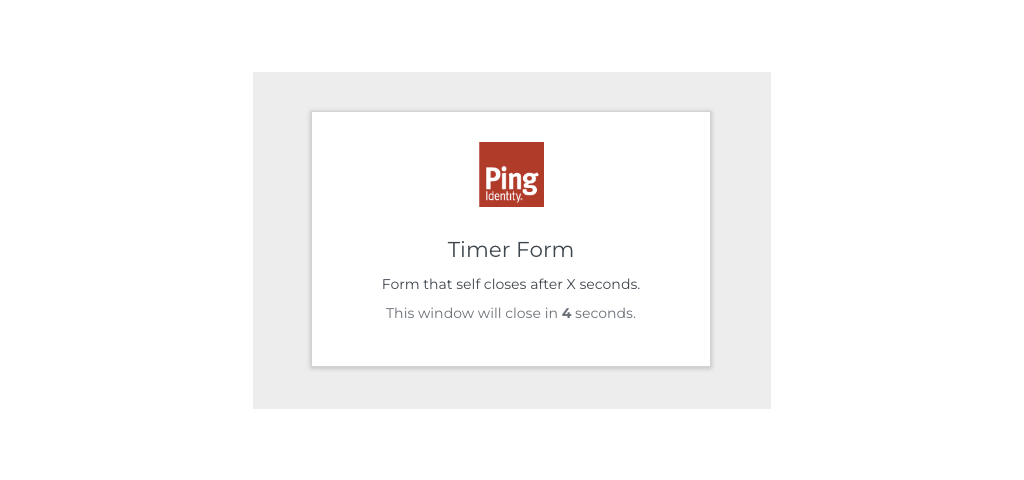 Ping
Identity.
Timer Form
Form that self closes after X seconds.
This window will close in 4 seconds.